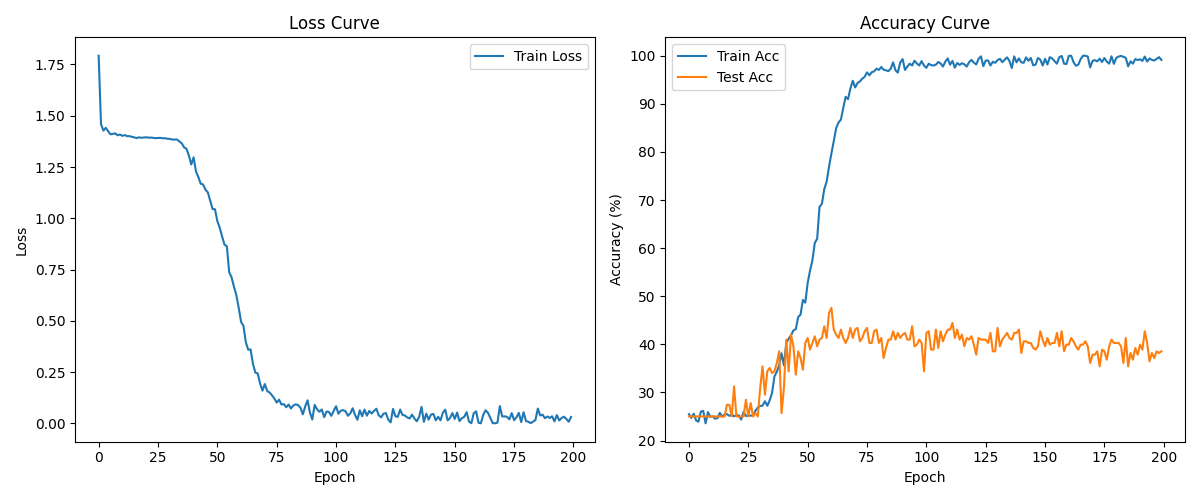 Loss Curve
Train Loss
Loss
1.75
1.50
1.25
1.00
0.75
0.50
0.25
0.00
0 25 50 75 100 125 150 175 200
Epoch
Accuracy Curve
Train Acc
Test Acc
Accuracy (%)
100
90
80
70
60
50
40
30
20
0 25 50 75 100 125 150 175 200
Epoch